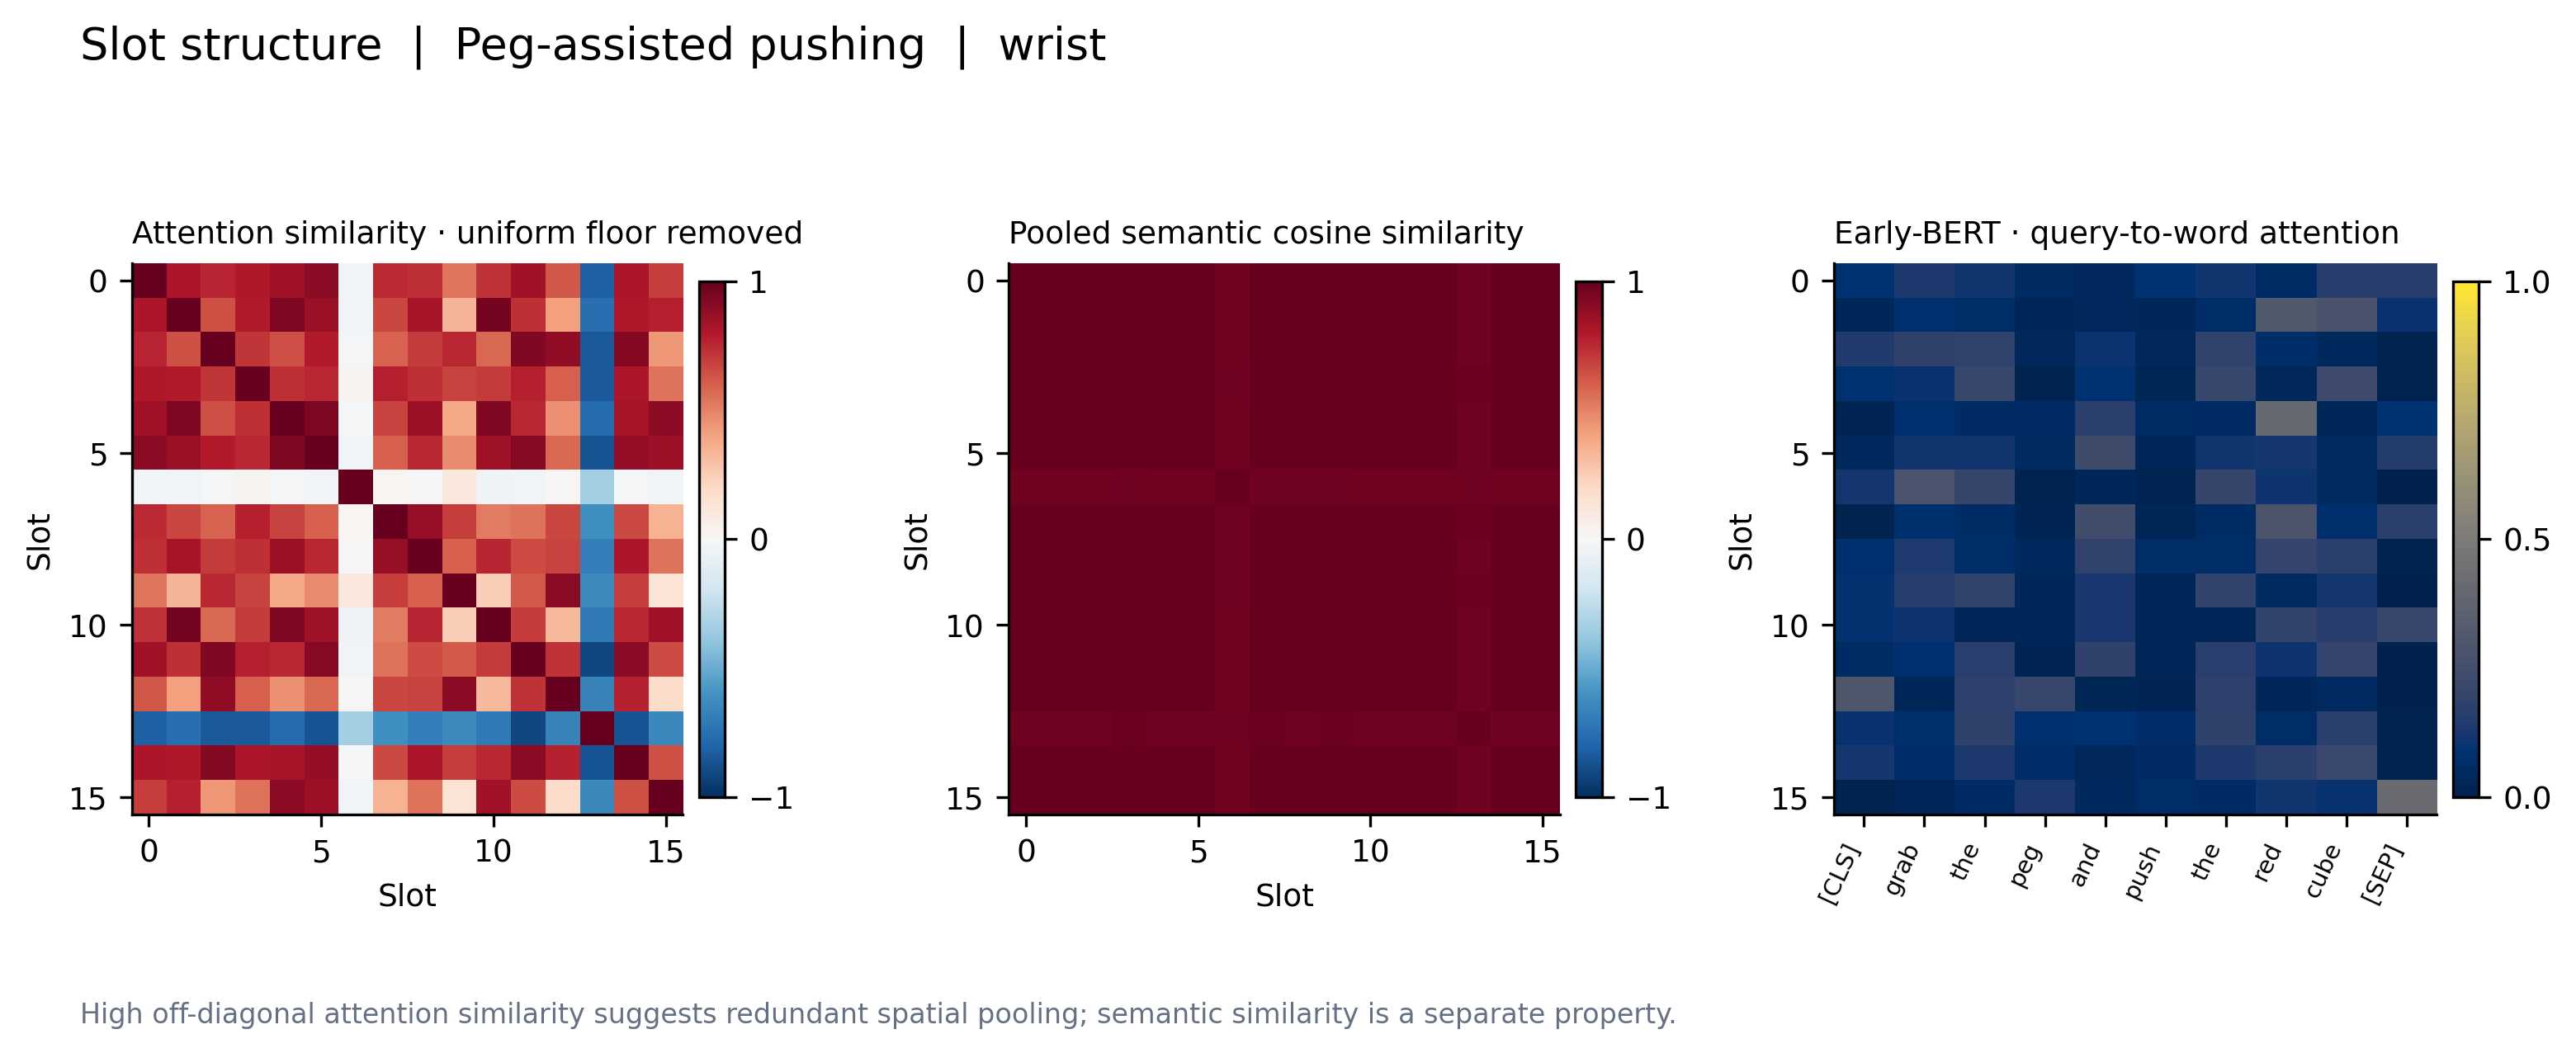 Slot structure | Peg-assisted pushing | wrist
Attention similarity · uniform floor removed
0
5
10
15
Slot
0
5
10
15
Slot
1
0
−1
Pooled semantic cosine similarity
0
5
10
15
Slot
0
5
10
15
Slot
1
0
−1
Early-BERT · query-to-word attention
0
5
10
15
Slot
[CLS]
grab
the
peg
and
push
the
red
cube
[SEP]
1.0
0.5
0.0
High off-diagonal attention similarity suggests redundant spatial pooling; semantic similarity is a separate property.